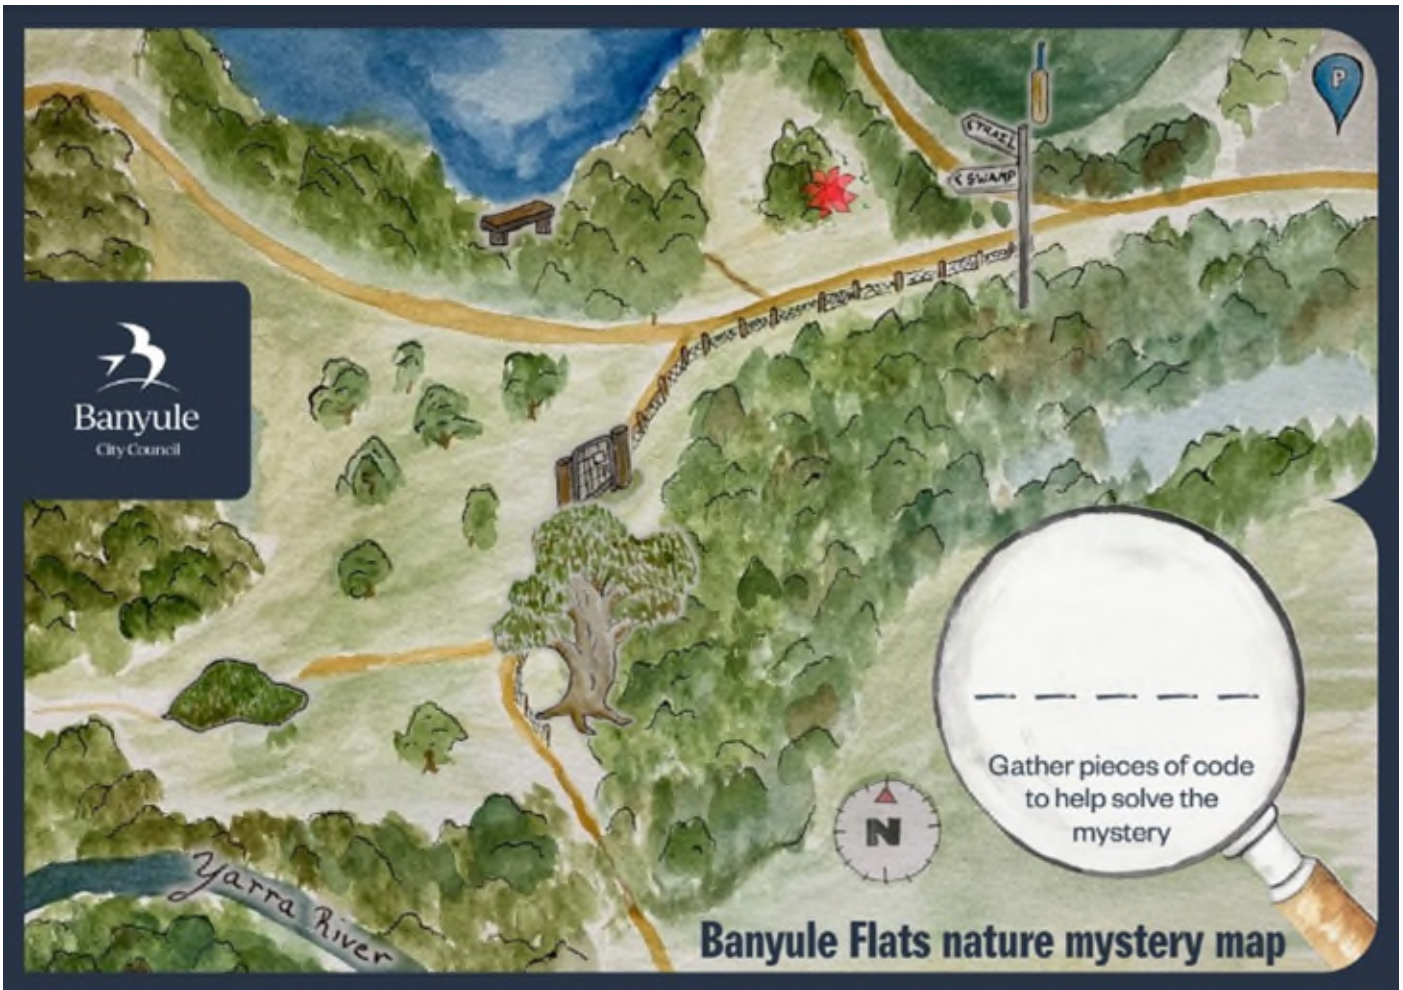 P
TRAIL
SWAMP
Banyule
City Council
Gather pieces of code
to help solve the
mystery
N
Yarra River
Banyule Flats nature mystery map